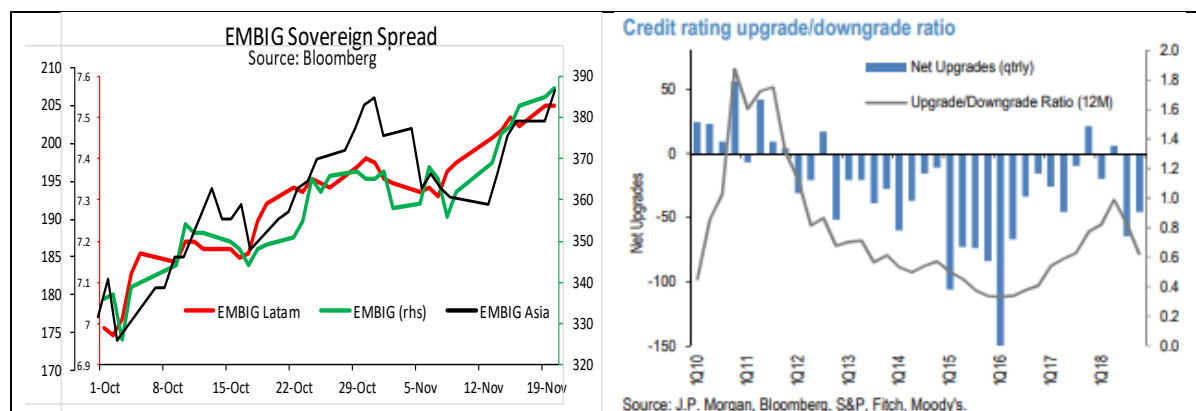 EMBIG Sovereign Spread
Source: Bloomberg
210
205
200
195
190
185
180
175
170
7.6
7.5
7.4
7.3
7.2
7.1
7
6.9
390
380
370
360
350
340
330
320
EMBIG Latam
EMBIG (rhs)
EMBIG Asia
1-Oct
8-Oct
15-Oct
22-Oct
29-Oct
5-Nov
12-Nov
19-Nov
Credit rating upgrade/downgrade ratio
Net Upgrades (qtrly)
Upgrade/Downgrade Ratio (12M)
Net Upgrades
50
0
-50
-100
-150
2.0
1.8
1.6
1.4
1.2
1.0
0.8
0.6
0.4
0.2
0.0
1Q10
1Q11
1Q12
1Q13
1Q14
1Q15
1Q16
1Q17
1Q18
Source: J.P. Morgan, Bloomberg, S&P, Fitch, Moody's.